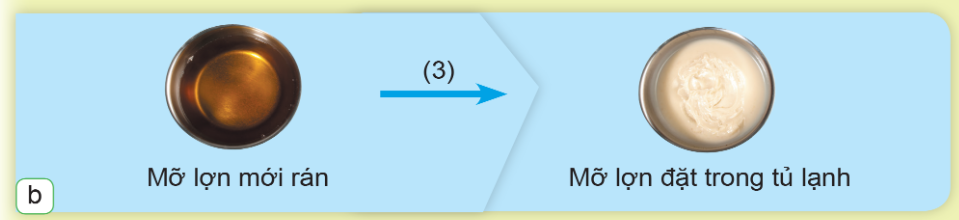 (3)
Mỡ lợn mới rán
Mỡ lợn đặt trong tủ lạnh
b